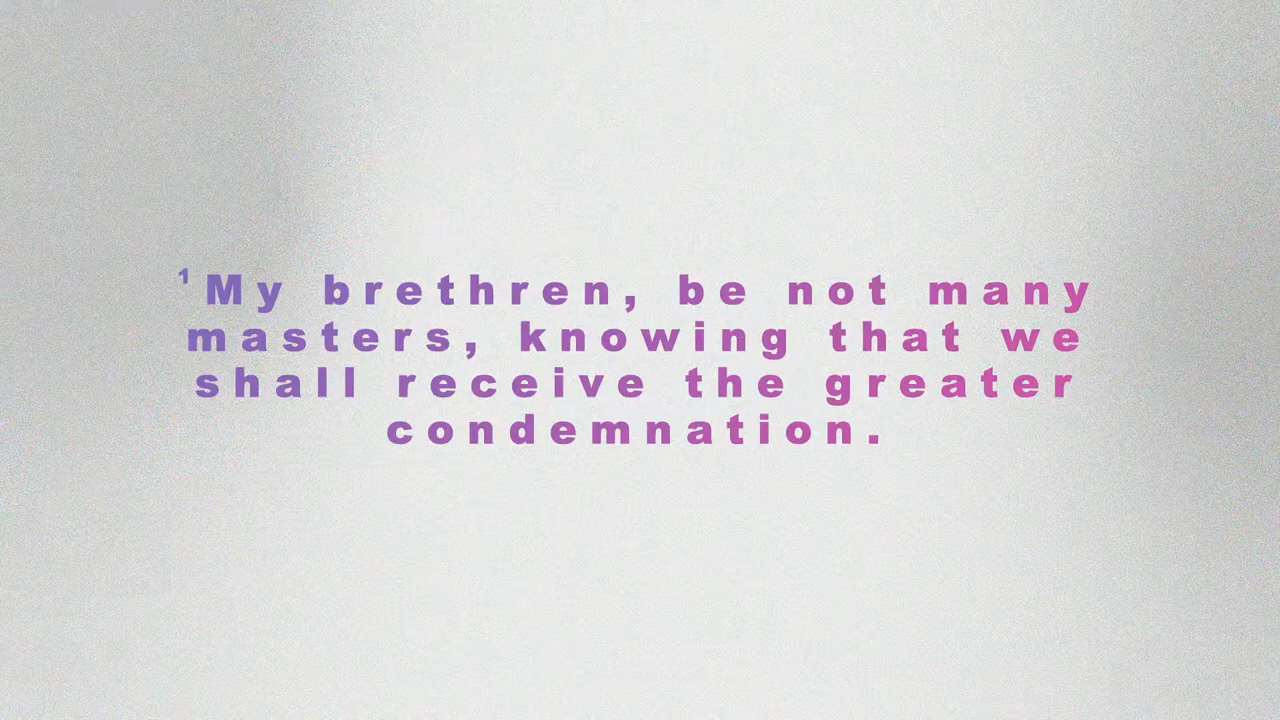 ¹My brethren, be not many
masters, knowing that we
shall receive the greater
condemnation.